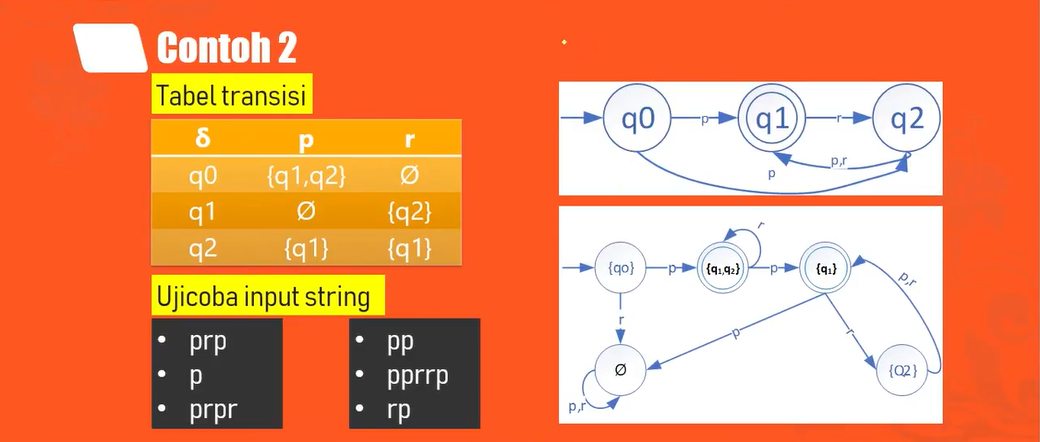 Contoh 2
Tabel transisi
δ p r
q0 {q1,q2} Ø
q1 Ø {q2}
q2 {q1} {q1}
Ujicoba input string
• prp
• p
• prpr
• pp
• pprrp
• rp
q0 p q1 r q2
p,r
p
r
{qo} p {q₁,q₂} p {q₁}
p,r
r
p
r
Ø
{Q2}
p,r